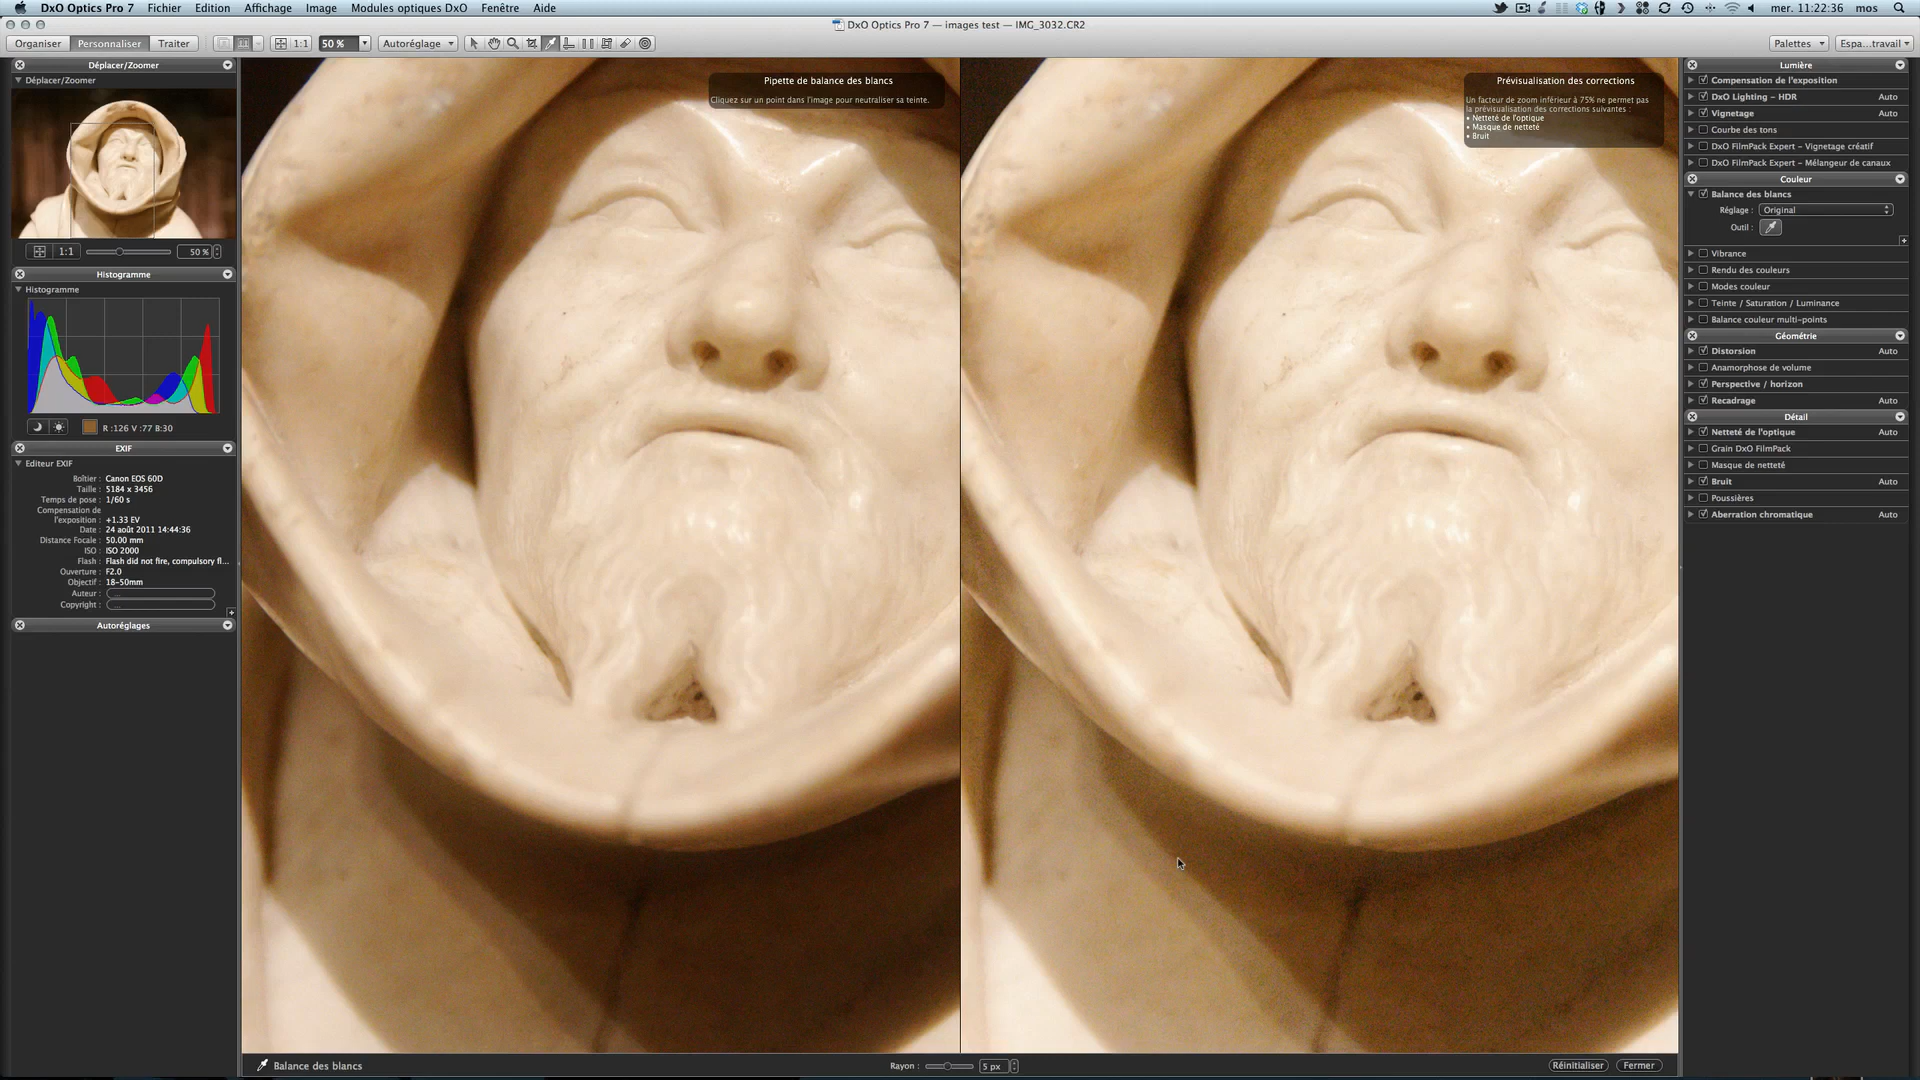 DxO Optics Pro 7 Fichier Edition Affichage Image Modules optiques DxO Fenêtre Aide mer. 11:22:36 mos
DxO Optics Pro 7 — images test — IMG_3032.CR2
Organiser Personnaliser Traiter 1:1 50 % Autoréglage Palettes Espa...travail
Déplacer/Zoomer
Déplacer/Zoomer
1:1 50 %
Histogramme
Histogramme
R :126 V :77 B:30
EXIF
Editeur EXIF
Boîtier : Canon EOS 60D
Taille : 5184 x 3456
Temps de pose : 1/60 s
Compensation de
l'exposition : +1.33 EV
Date : 24 août 2011 14:44:36
Distance Focale : 50.00 mm
ISO : ISO 2000
Flash : Flash did not fire, compulsory fl...
Ouverture : F2.0
Objectif : 18-50mm
Auteur : ...
Copyright : ...
Autoréglages
Pipette de balance des blancs
Cliquez sur un point dans l'image pour neutraliser sa teinte.
Prévisualisation des corrections
Un facteur de zoom inférieur à 75% ne permet pas
la prévisualisation des corrections suivantes :
• Netteté de l'optique
• Masque de netteté
• Bruit
Balance des blancs Rayon : 5 px Réinitialiser Fermer
Lumière
Compensation de l'exposition
DxO Lighting - HDR Auto
Vignetage Auto
Courbe des tons
DxO FilmPack Expert - Vignetage créatif
DxO FilmPack Expert - Mélangeur de canaux
Couleur
Balance des blancs
Réglage : Original
Outil :
Vibrance
Rendu des couleurs
Modes couleur
Teinte / Saturation / Luminance
Balance couleur multi-points
Géométrie
Distorsion Auto
Anamorphose de volume
Perspective / horizon
Recadrage Auto
Détail
Netteté de l'optique Auto
Grain DxO FilmPack
Masque de netteté
Bruit Auto
Poussières
Aberration chromatique Auto